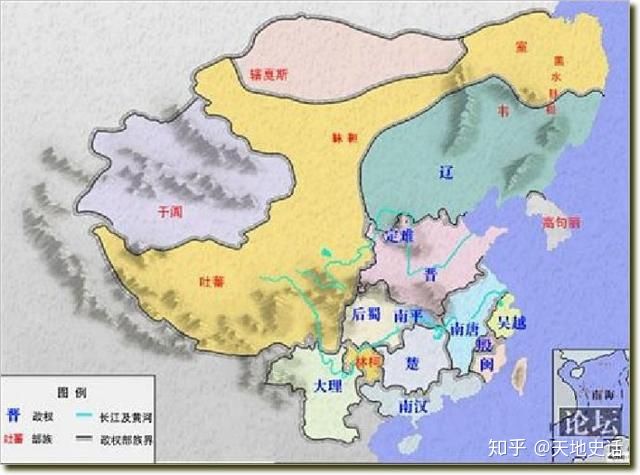 室
黑水靺鞨
辖戛斯
韦
靺鞨
辽
于阗
高句丽
定难
晋
吐蕃
后蜀
南平
南唐
吴越
殷
闽
林柯
楚
大理
南汉
图 例
晋 政权
长江及黄河
吐蕃 部族
政权部族界
南海
论坛
知乎 @天地史话